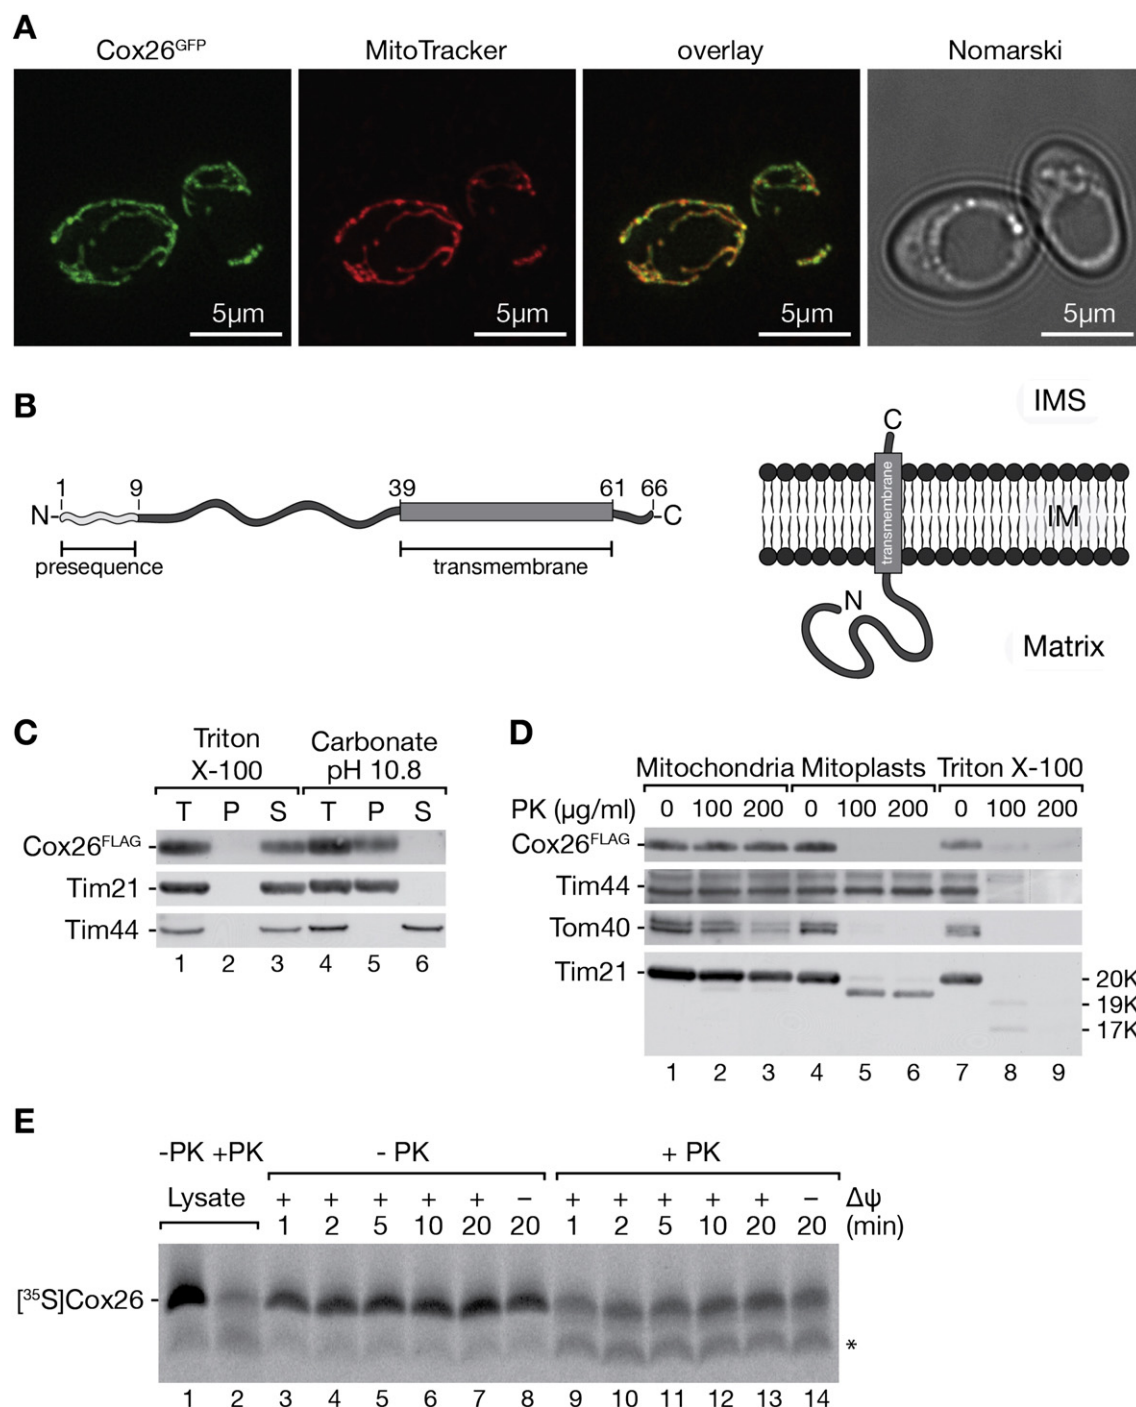 A
Cox26GFP MitoTracker overlay Nomarski
5µm 5µm 5µm 5µm
B
IMS
C
1 9 39 61 66
N C
presequence transmembrane
transmembrane
IM
N
Matrix
C
Triton X-100 Carbonate pH 10.8
T P S T P S
Cox26FLAG
Tim21
Tim44
1 2 3 4 5 6
D
Mitochondria Mitoplasts Triton X-100
PK (µg/ml) 0 100 200 0 100 200 0 100 200
Cox26FLAG
Tim44
Tom40
Tim21
20K
19K
17K
1 2 3 4 5 6 7 8 9
E
-PK +PK - PK + PK
Lysate + + + + + – + + + + + – Δψ
1 2 5 10 20 20 1 2 5 10 20 20 (min)
[35S]Cox26
*
1 2 3 4 5 6 7 8 9 10 11 12 13 14